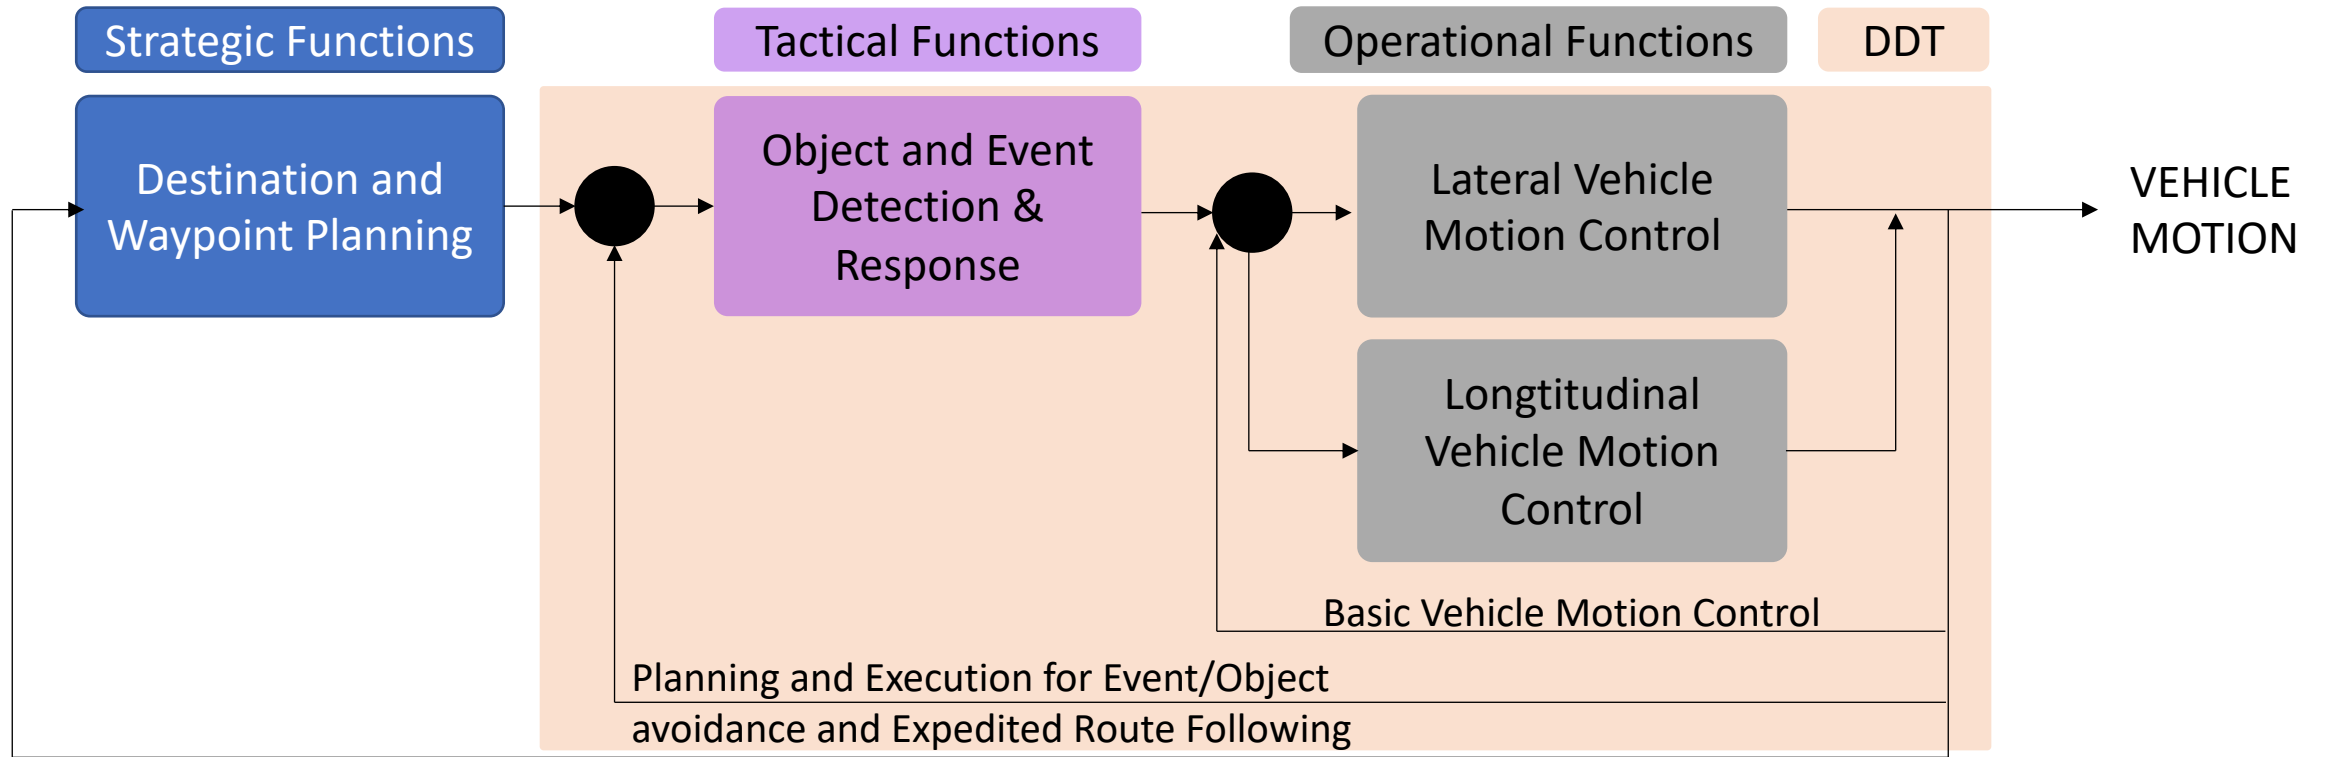 Strategic Functions
Tactical Functions
Operational Functions
DDT
Destination and
Waypoint Planning
Object and Event
Detection &
Response
Lateral Vehicle
Motion Control
VEHICLE
MOTION
Longtitudinal
Vehicle Motion
Control
Basic Vehicle Motion Control
Planning and Execution for Event/Object
avoidance and Expedited Route Following